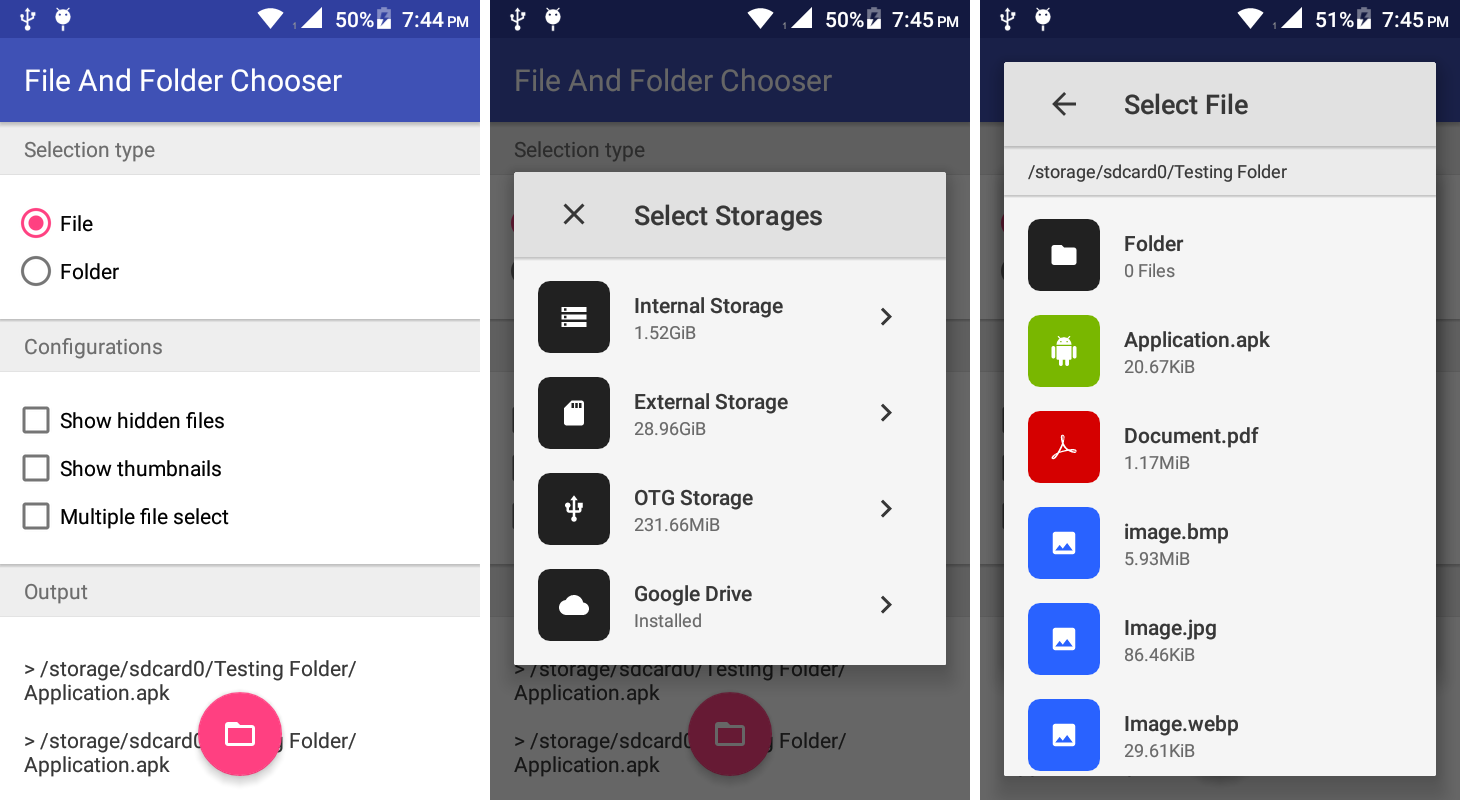 50% 7:44 PM
File And Folder Chooser
Selection type
File
Folder
Configurations
Show hidden files
Show thumbnails
Multiple file select
Output
> /storage/sdcard0/Testing Folder/
Application.apk
> /storage/sdcard0 Folder/
Application.apk
1 50% 7:45 PM
File And Folder Chooser
Selection type
Select Storages
Internal Storage
1.52GiB
External Storage
28.96GiB
OTG Storage
231.66MiB
Google Drive
Installed
> /storage/sdcard0/Testing Folder/
Application.apk
> /storage/sdcard0 Folder/
Application.apk
1 51% 7:45 PM
Select File
/storage/sdcard0/Testing Folder
Folder
0 Files
Application.apk
20.67KiB
Document.pdf
1.17MiB
image.bmp
5.93MiB
Image.jpg
86.46KiB
Image.webp
29.61KiB